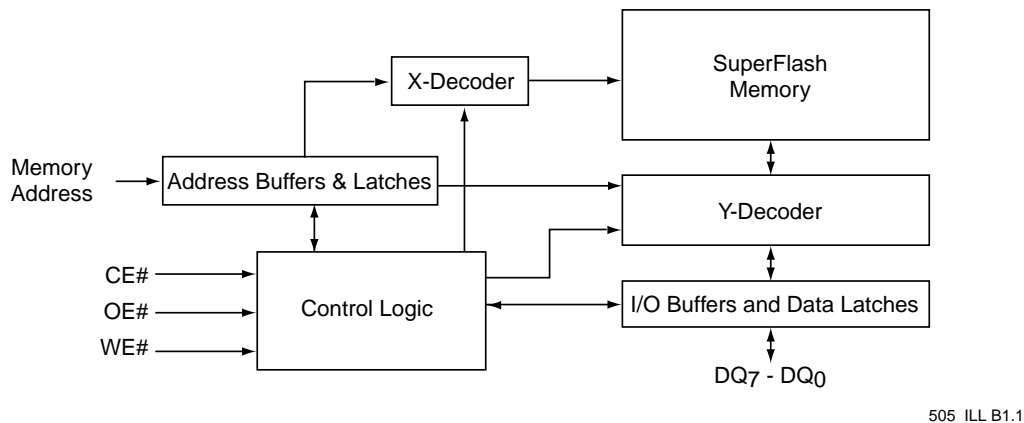 SuperFlash
Memory
X-Decoder
Memory
Address
Address Buffers & Latches
Y-Decoder
CE#
OE#
WE#
Control Logic
I/O Buffers and Data Latches
DQ7 - DQ0
505 ILL B1.1